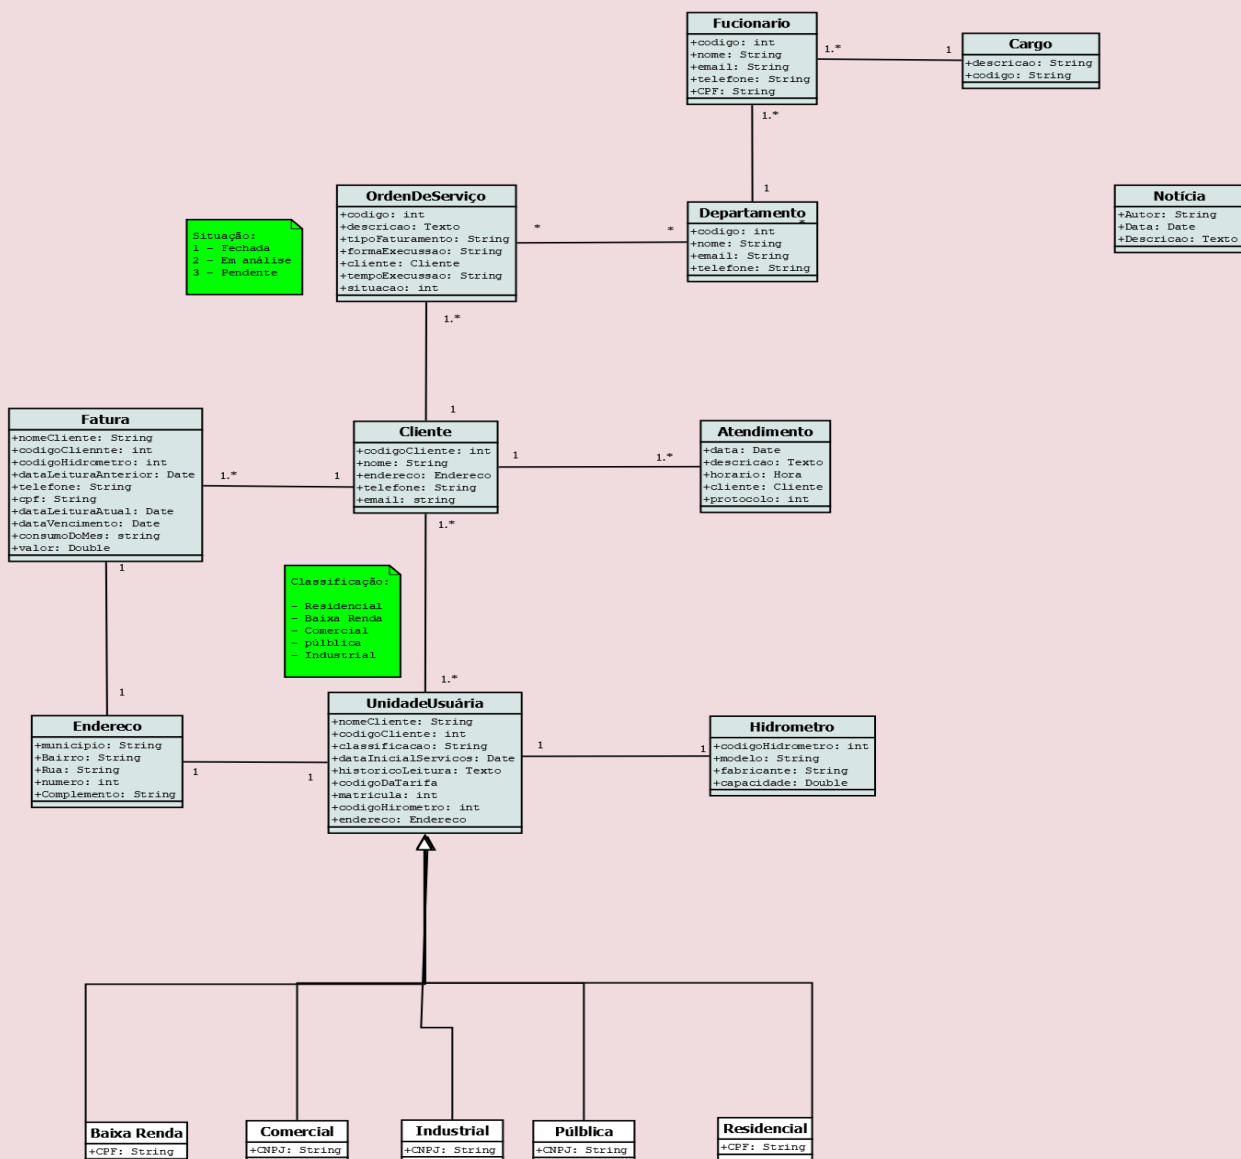 Fucionario
+codigo: int
+nome: String
+email: String
+telefone: String
+CPF: String
1.*
1
Cargo
+descricao: String
+codigo: String
1.*
1
OrdenDeServiço
+codigo: int
+descricao: Texto
+tipoFaturamento: String
+formaExecussao: String
+cliente: Cliente
+tempoExecussao: String
+situacao: int
Situação:
1 - Fechada
2 - Em análise
3 - Pendente
*
*
Departamento
*
+codigo: int
+nome: String
+email: String
+telefone: String
Notícia
+Autor: String
+Data: Date
+Descricao: Texto
1.*
1
Fatura
+nomeCliente: String
+codigoCliennte: int
+codigoHidrometro: int
+dataLeituraAnterior: Date
+telefone: String
+cpf: String
+dataLeituraAtual: Date
+dataVencimento: Date
+consumoDoMes: string
+valor: Double
1.*
1
Cliente
+codigoCliente: int
+nome: String
+endereco: Endereco
+telefone: String
+email: string
1
1.*
Atendimento
+data: Date
+descricao: Texto
+horario: Hora
+cliente: Cliente
+protocolo: int
1
1
1.*
1.*
Classificação:
- Residencial
- Baixa Renda
- Comercial
- púlblica
- Industrial
Endereco
+municipio: String
+Bairro: String
+Rua: String
+numero: int
+Complemento: String
1
1
UnidadeUsuária
+nomeCliente: String
+codigoCliente: int
+classificacao: String
+dataInicialServicos: Date
+historicoLeitura: Texto
+codigoDaTarifa
+matricula: int
+codigoHirometro: int
+endereco: Endereco
1
1
Hidrometro
+codigoHidrometro: int
+modelo: String
+fabricante: String
+capacidade: Double
Baixa Renda
+CPF: String
Comercial
+CNPJ: String
Industrial
+CNPJ: String
Púlblica
+CNPJ: String
Residencial
+CPF: String